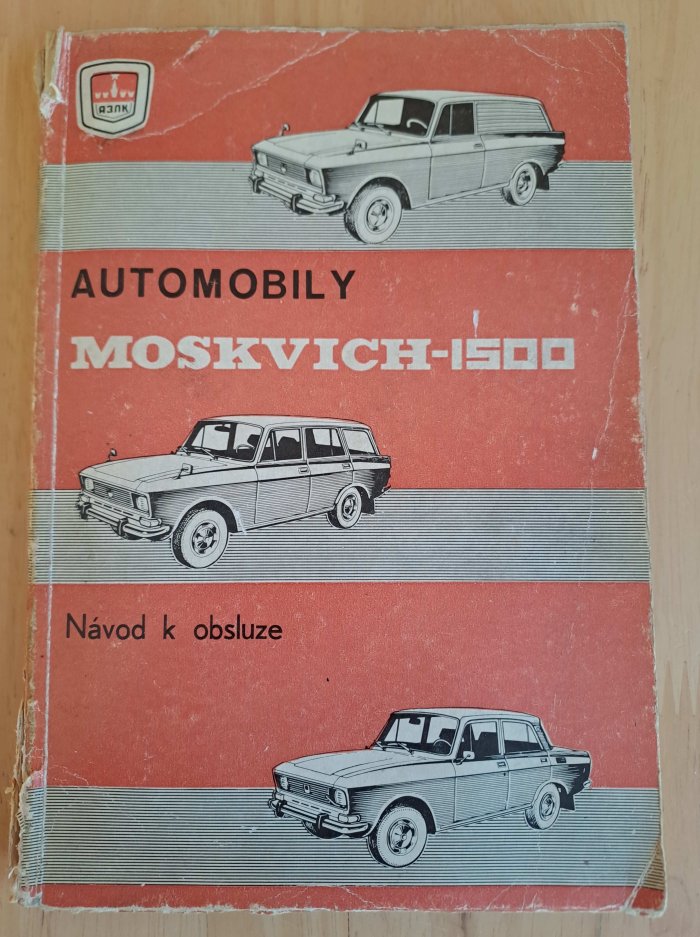 АЗЛК
AUTOMOBILY
MOSKVICH-1500
Návod k obsluze